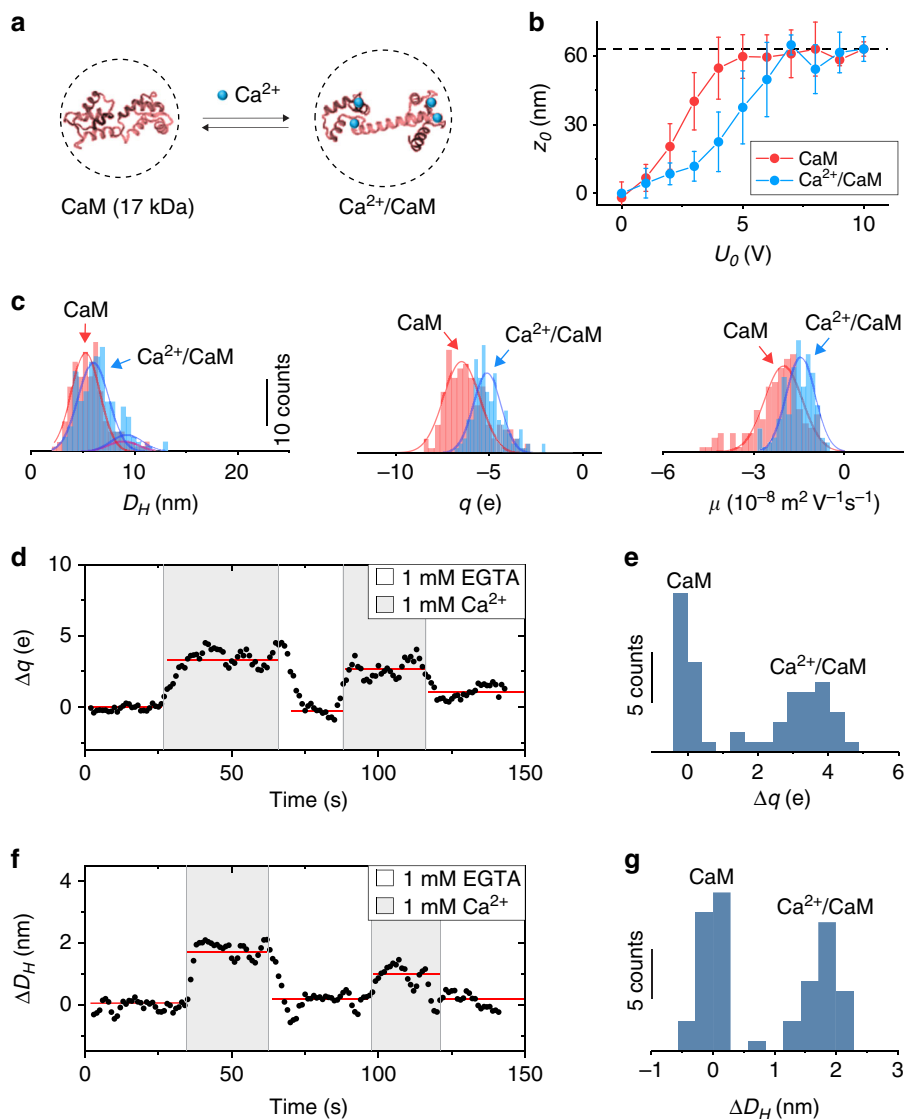 a
Ca²⁺
CaM (17 kDa)
Ca²⁺/CaM
b
z₀ (nm)
60
30
0
CaM
Ca²⁺/CaM
0
5
10
U₀ (V)
c
CaM
Ca²⁺/CaM
10 counts
0
10
20
D_H (nm)
CaM
Ca²⁺/CaM
−10
−5
0
q (e)
CaM
Ca²⁺/CaM
−6
−3
0
μ (10⁻⁸ m² V⁻¹s⁻¹)
d
Δq (e)
10
5
0
1 mM EGTA
1 mM Ca²⁺
0
50
100
150
Time (s)
e
CaM
Ca²⁺/CaM
5 counts
0
2
4
6
Δq (e)
f
ΔD_H (nm)
4
2
0
1 mM EGTA
1 mM Ca²⁺
0
50
100
150
Time (s)
g
CaM
Ca²⁺/CaM
5 counts
−1
0
1
2
3
ΔD_H (nm)